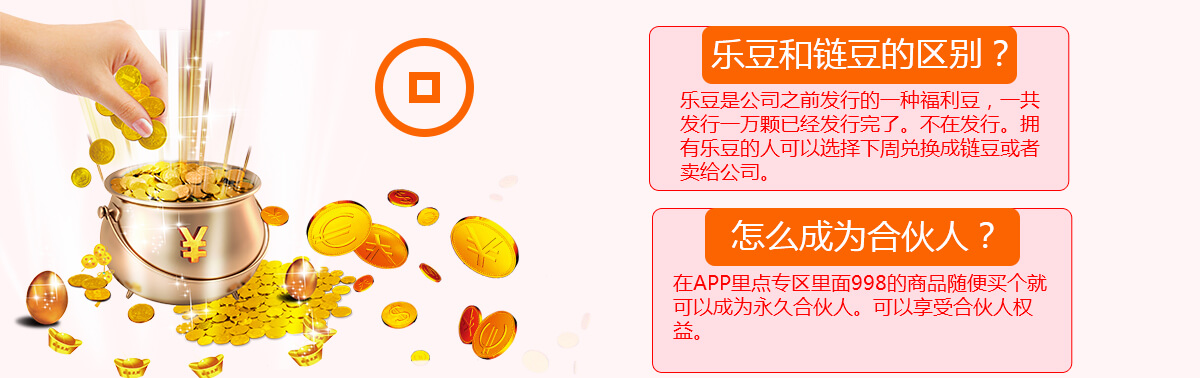 乐豆和链豆的区别？
乐豆是公司之前发行的一种福利豆，一共
发行一万颗已经发行完了。不在发行。拥
有乐豆的人可以选择下周兑换成链豆或者
卖给公司。
怎么成为合伙人？
在APP里点专区里面998的商品随便买个就
可以成为永久合伙人。可以享受合伙人权
益。
¥